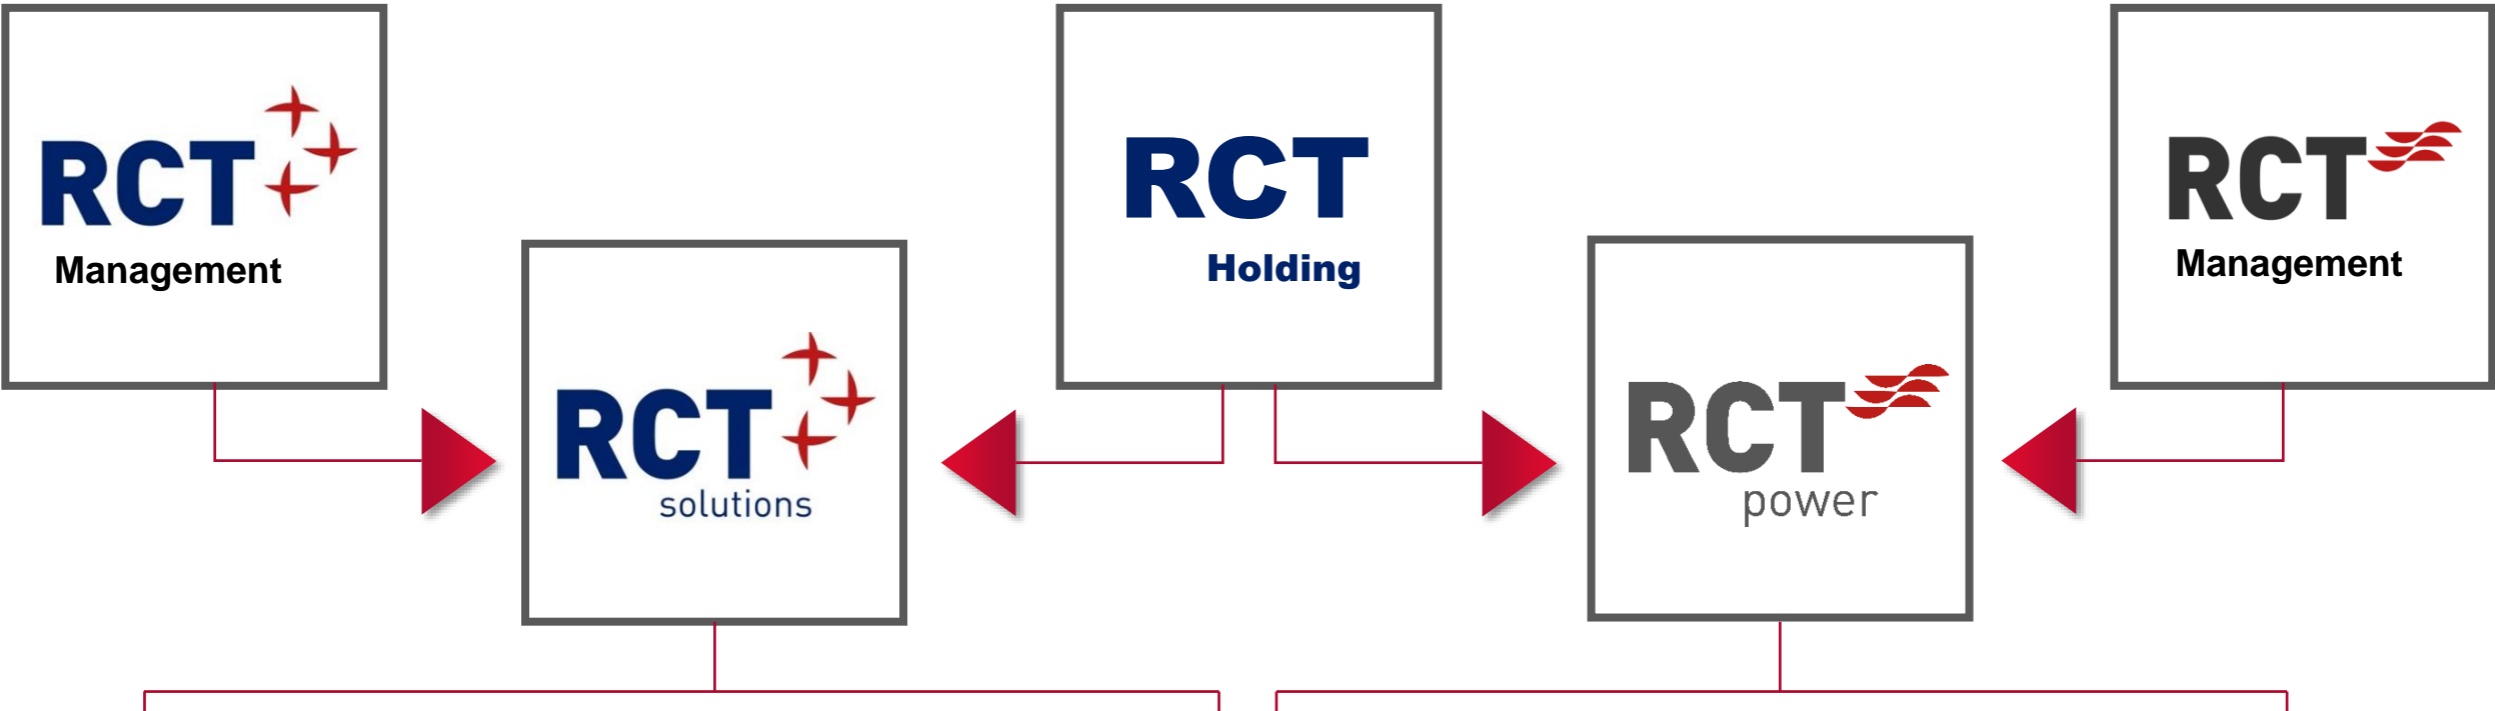 RCT
Management
RCT
Holding
RCT
Management
RCT
solutions
RCT
power